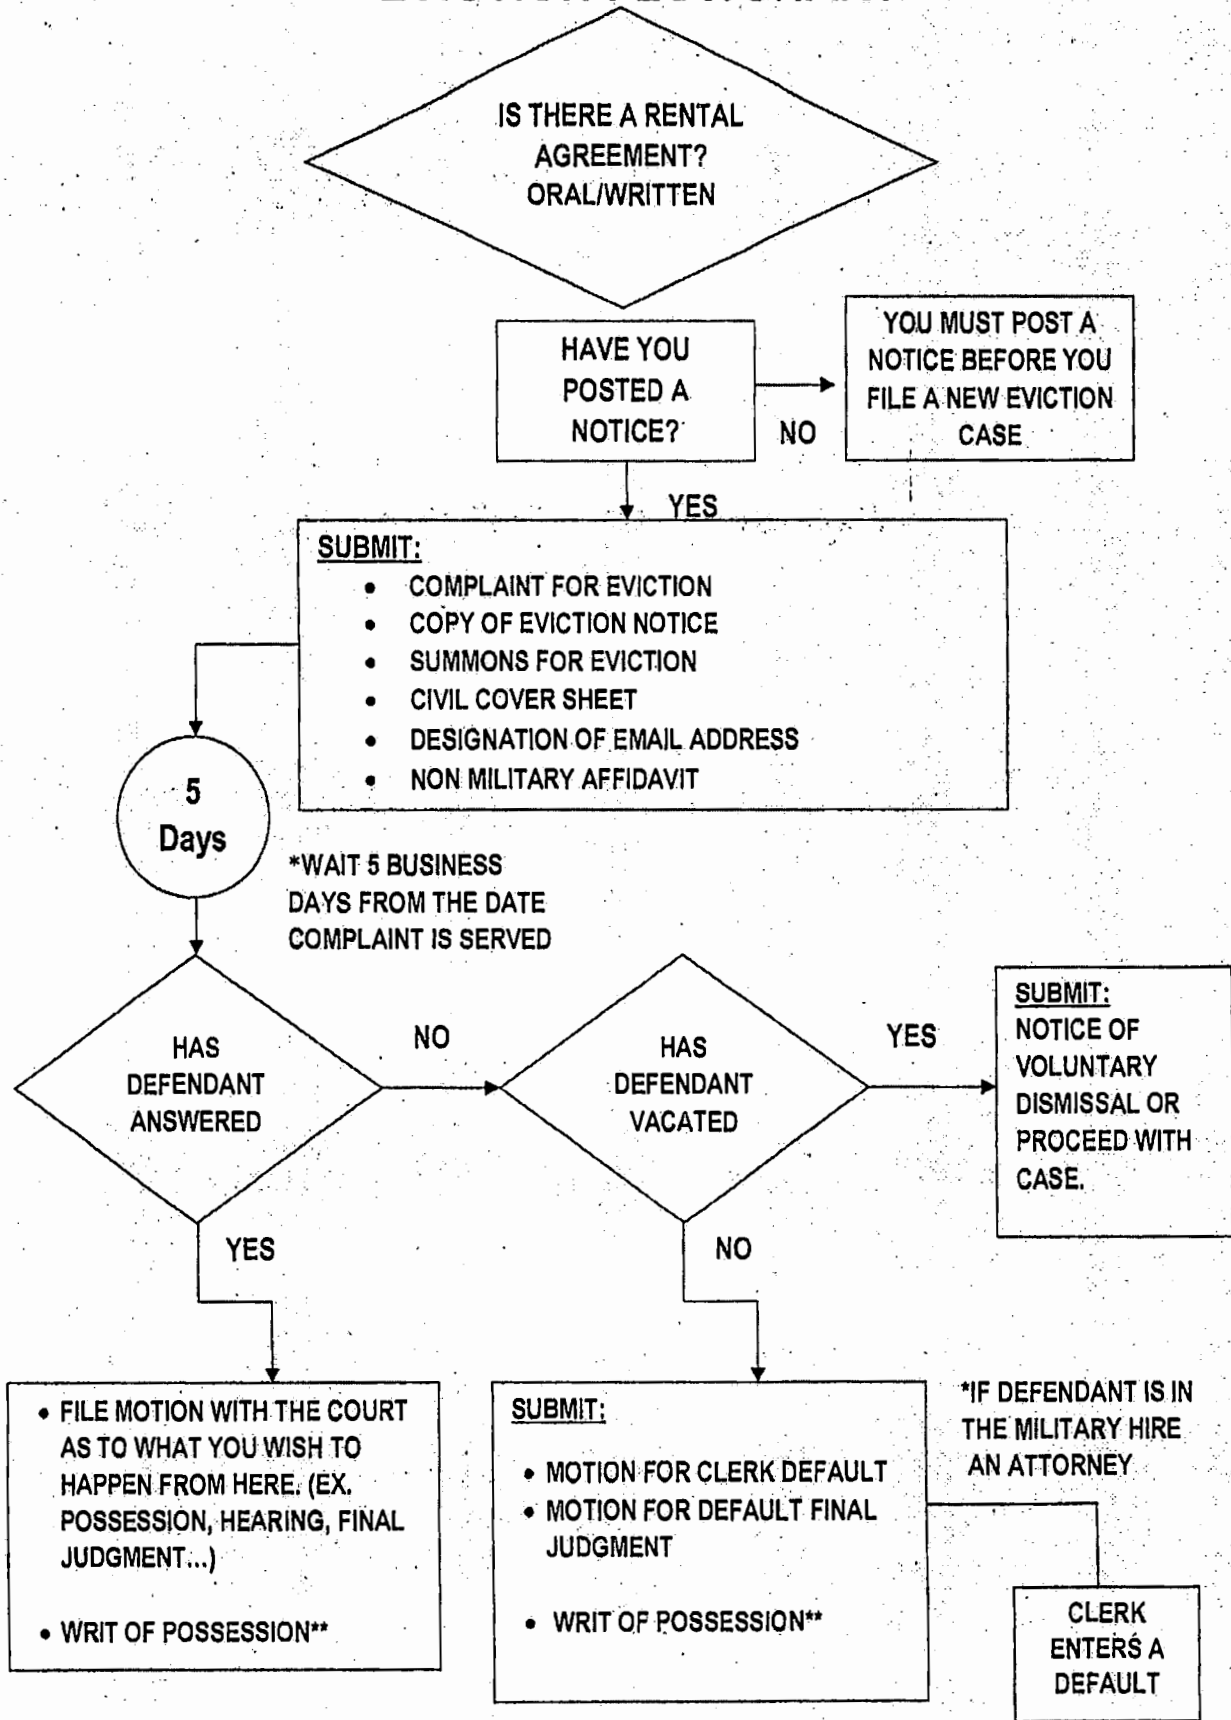 IS THERE A RENTAL
AGREEMENT?
ORAL/WRITTEN
HAVE YOU
POSTED A
NOTICE?
NO
YOU MUST POST A
NOTICE BEFORE YOU
FILE A NEW EVICTION
CASE
YES
SUBMIT:
• COMPLAINT FOR EVICTION
• COPY OF EVICTION NOTICE
• SUMMONS FOR EVICTION
• CIVIL COVER SHEET
• DESIGNATION OF EMAIL ADDRESS
• NON MILITARY AFFIDAVIT
5
Days
*WAIT 5 BUSINESS
DAYS FROM THE DATE
COMPLAINT IS SERVED
HAS
DEFENDANT
ANSWERED
NO
HAS
DEFENDANT
VACATED
YES
SUBMIT:
NOTICE OF
VOLUNTARY
DISMISSAL OR
PROCEED WITH
CASE.
YES
NO
• FILE MOTION WITH THE COURT
AS TO WHAT YOU WISH TO
HAPPEN FROM HERE. (EX.
POSSESSION, HEARING, FINAL
JUDGMENT...)
• WRIT OF POSSESSION**
SUBMIT:
• MOTION FOR CLERK DEFAULT
• MOTION FOR DEFAULT FINAL
JUDGMENT
• WRIT OF POSSESSION**
*IF DEFENDANT IS IN
THE MILITARY HIRE
AN ATTORNEY
CLERK
ENTERS A
DEFAULT